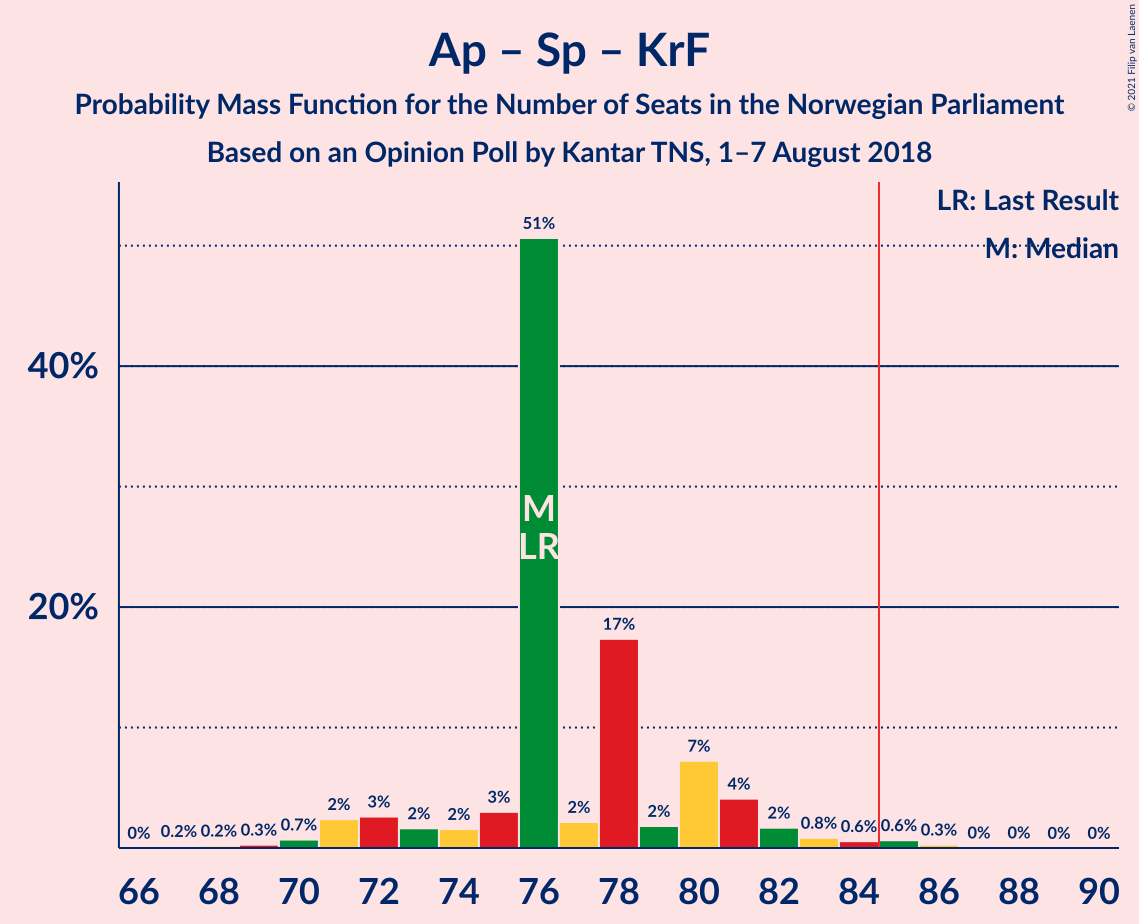 Ap – Sp – KrF
Probability Mass Function for the Number of Seats in the Norwegian Parliament
Based on an Opinion Poll by Kantar TNS, 1–7 August 2018
© 2021 Filip van Laenen
LR: Last Result
M: Median
40%
20%
0% 0.2% 0.2% 0.3% 0.7% 2% 3% 2% 2% 3% 51% 2% 17% 2% 7% 4% 2% 0.8% 0.6% 0.6% 0.3% 0% 0% 0% 0%
M
LR
66 68 70 72 74 76 78 80 82 84 86 88 90